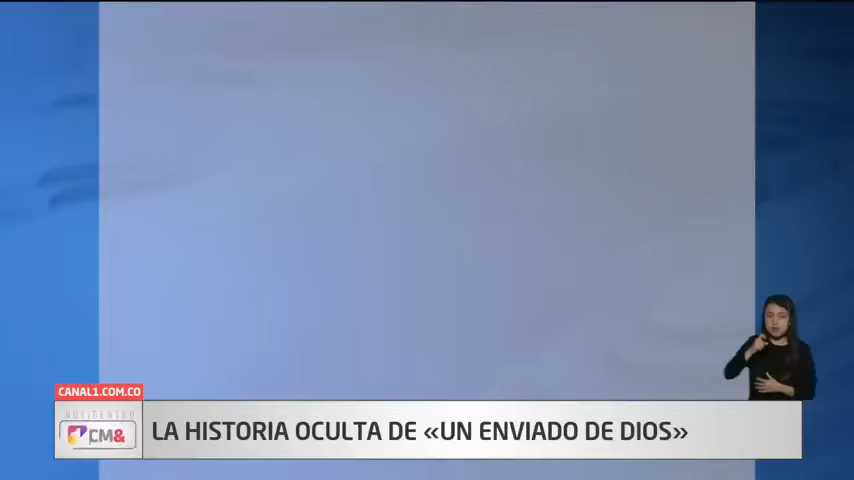 CANAL1.COM.CO
NOTICENTRO
CM&
LA HISTORIA OCULTA DE «UN ENVIADO DE DIOS»